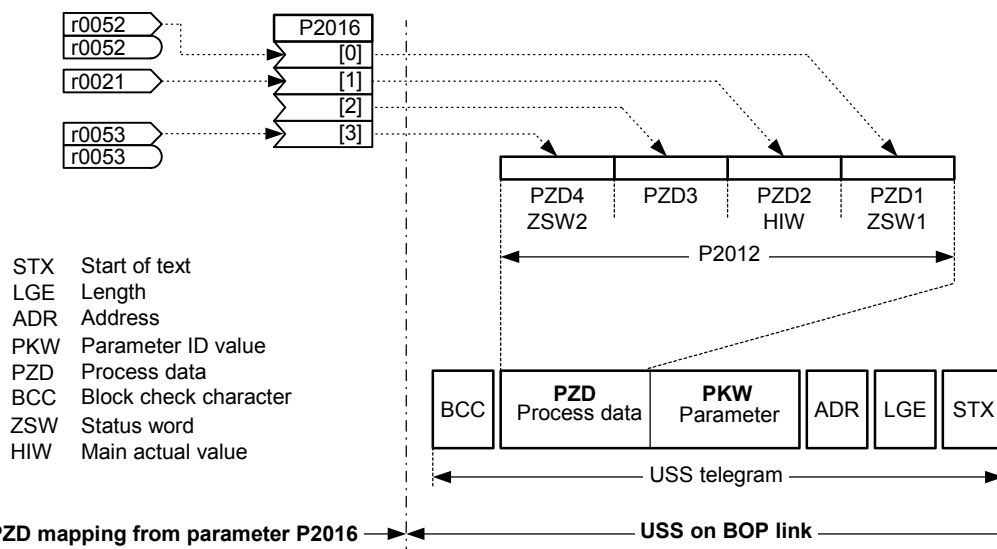 r0052
r0052
r0021
r0053
r0053
P2016
[0]
[1]
[2]
[3]
PZD4 PZD3 PZD2 PZD1
ZSW2 HIW ZSW1
P2012
STX Start of text
LGE Length
ADR Address
PKW Parameter ID value
PZD Process data
BCC Block check character
ZSW Status word
HIW Main actual value
BCC
PZD
Process data
PKW
Parameter
ADR
LGE
STX
USS telegram
PZD mapping from parameter P2016
USS on BOP link